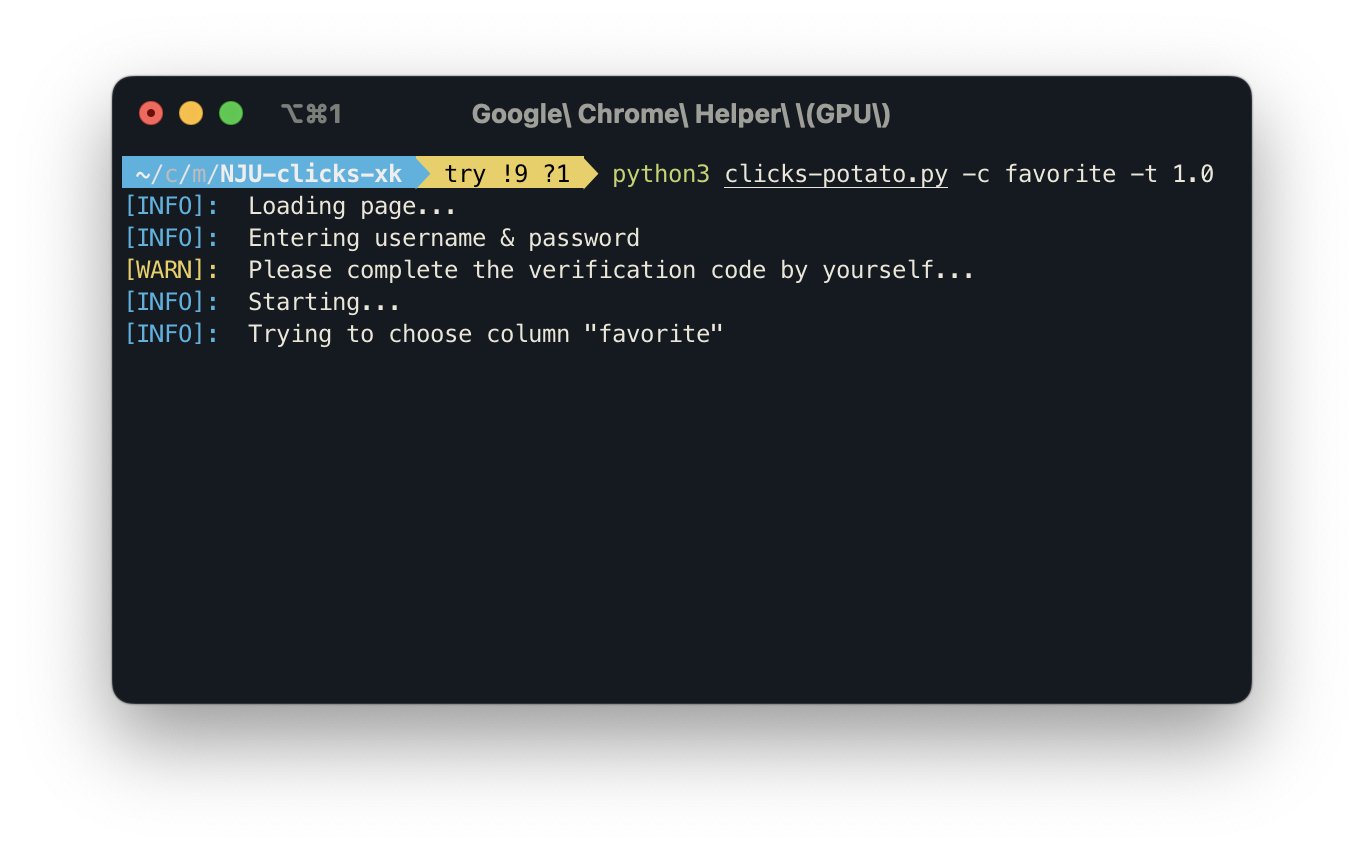 ⌥⌘1 Google\ Chrome\ Helper\ \(GPU\)
~/c/m/NJU-clicks-xk try !9 ?1 python3 clicks-potato.py -c favorite -t 1.0
[INFO]: Loading page...
[INFO]: Entering username & password
[WARN]: Please complete the verification code by yourself...
[INFO]: Starting...
[INFO]: Trying to choose column "favorite"